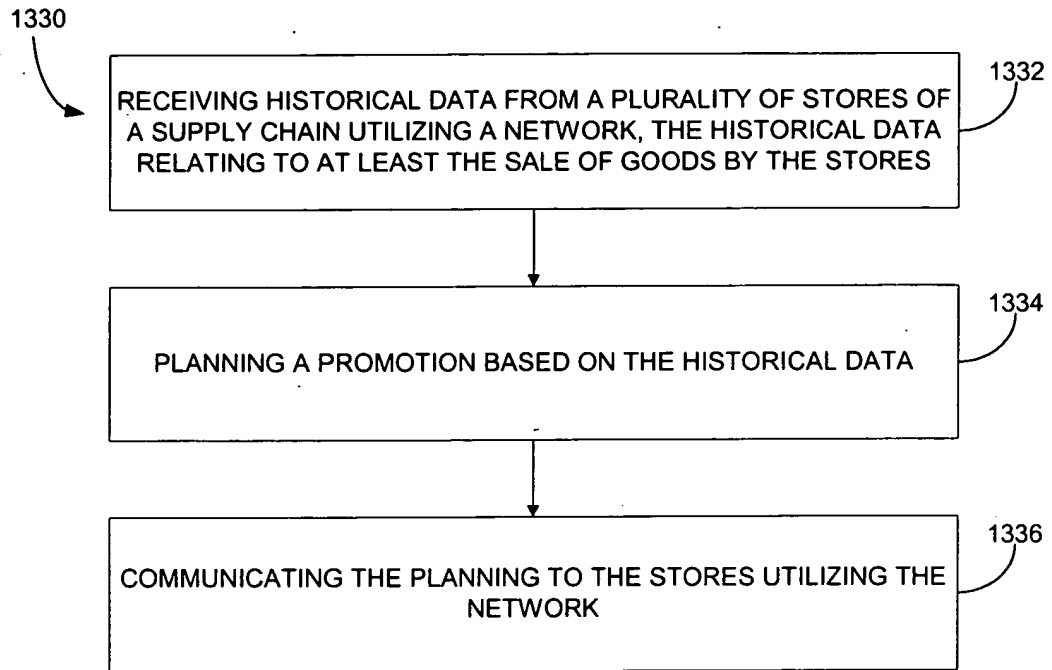 1330
1332
RECEIVING HISTORICAL DATA FROM A PLURALITY OF STORES OF
A SUPPLY CHAIN UTILIZING A NETWORK, THE HISTORICAL DATA
RELATING TO AT LEAST THE SALE OF GOODS BY THE STORES
1334
PLANNING A PROMOTION BASED ON THE HISTORICAL DATA
1336
COMMUNICATING THE PLANNING TO THE STORES UTILIZING THE
NETWORK